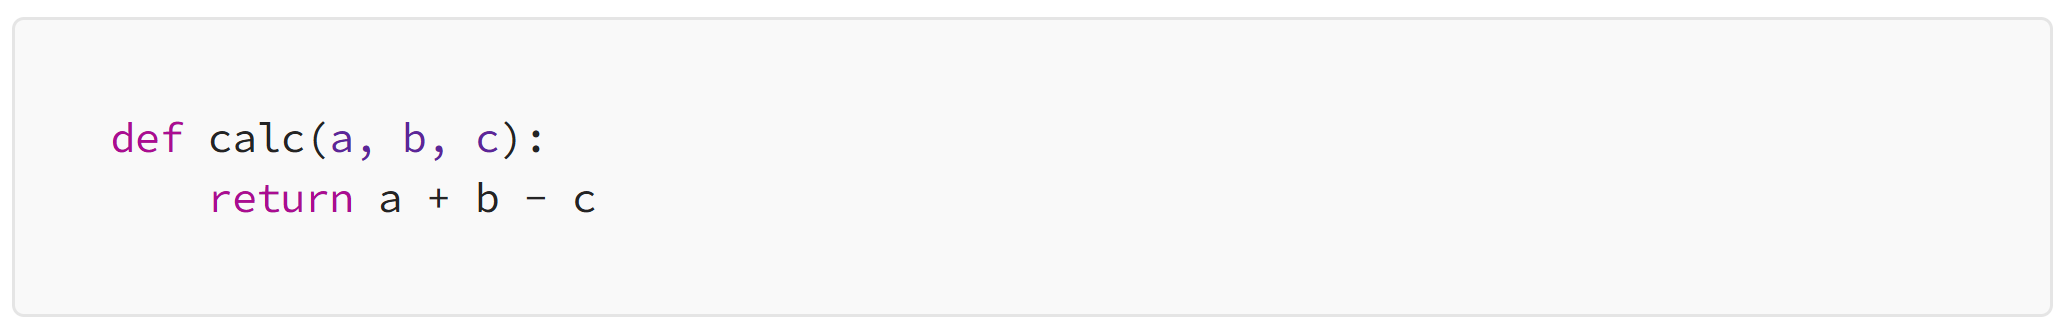 def calc(a, b, c):
    return a + b - c